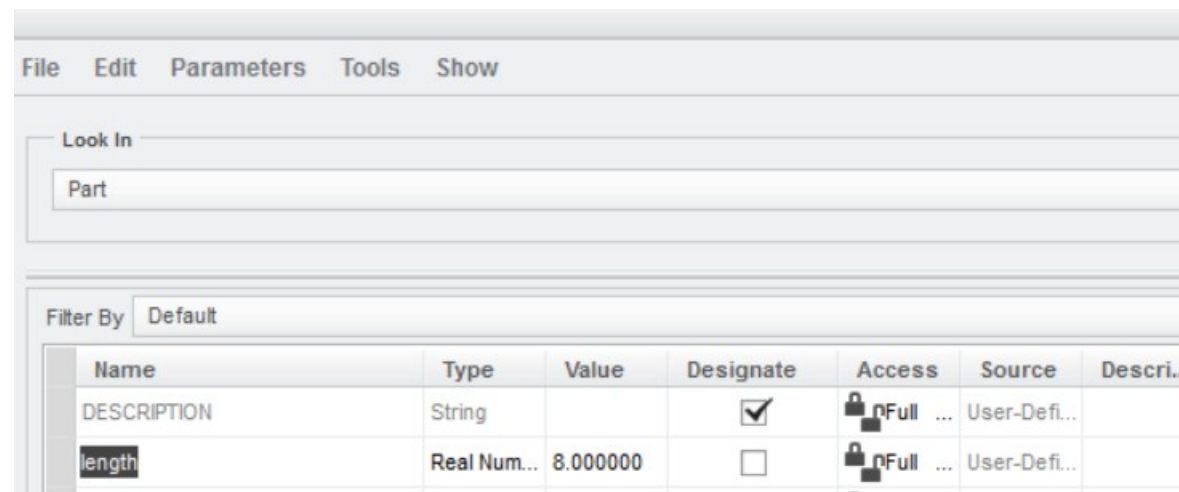 File Edit Parameters Tools Show
Look In
Part
Filter By Default
Name Type Value Designate Access Source Descri..
DESCRIPTION String Full ... User-Defi...
length Real Num... 8.000000 Full ... User-Defi...